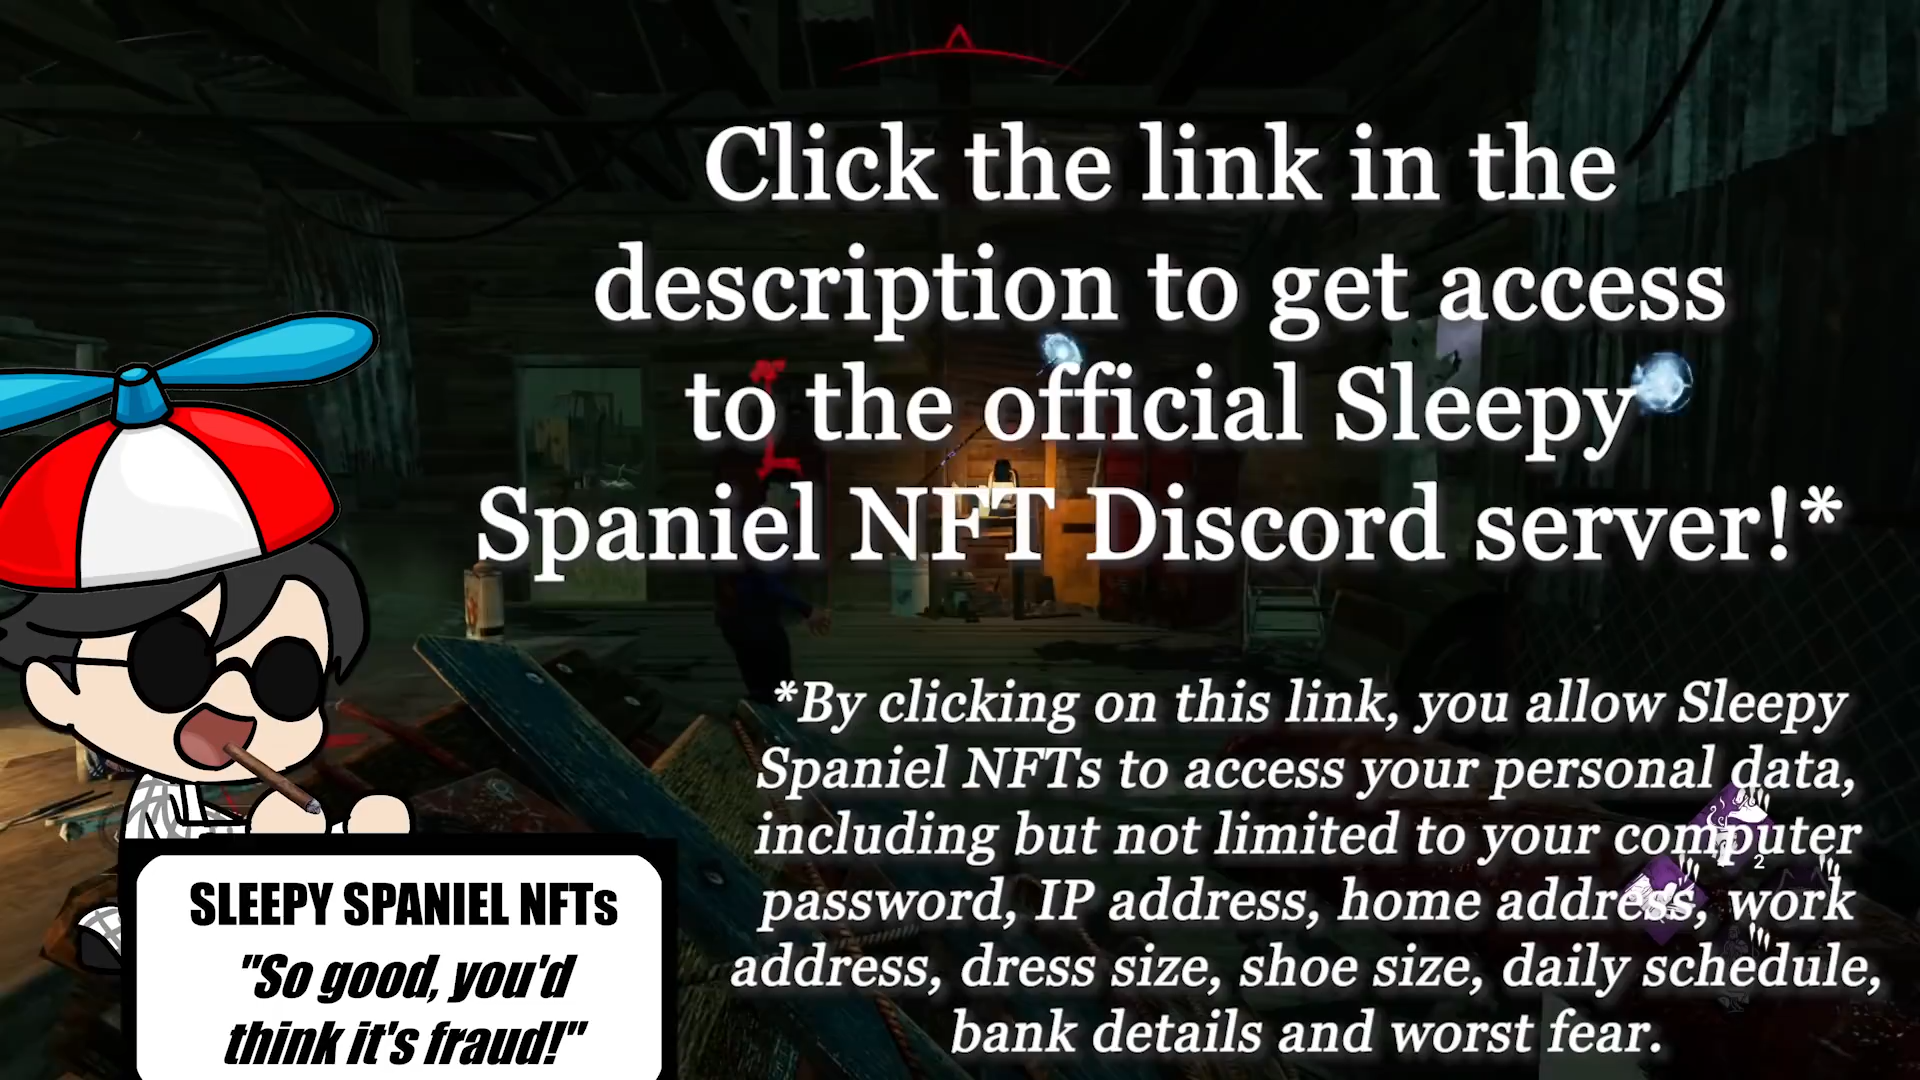 Click the link in the
description to get access
to the official Sleepy
Spaniel NFT Discord server!*
*By clicking on this link, you allow Sleepy
Spaniel NFTs to access your personal data,
including but not limited to your computer
password, IP address, home address, work
address, dress size, shoe size, daily schedule,
bank details and worst fear.
2
SLEEPY SPANIEL NFTs
"So good, you'd
think it's fraud!"